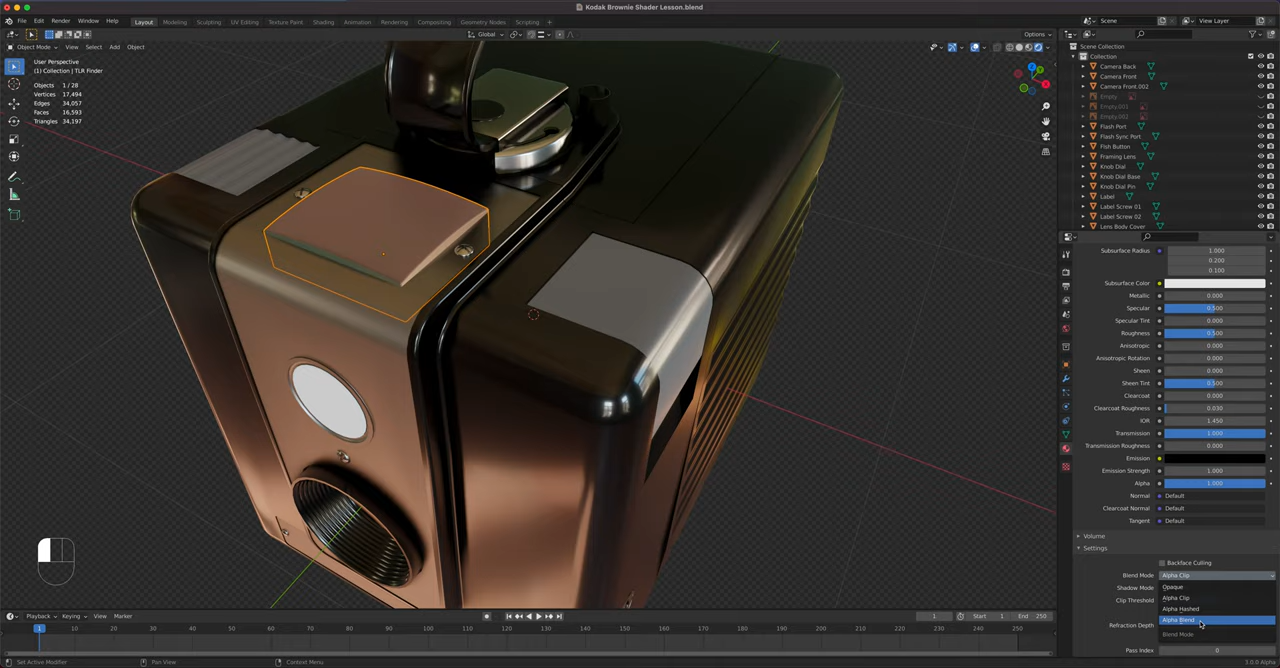 Kodak Brownie Shader Lesson.blend
File Edit Render Window Help Layout Modeling Sculpting UV Editing Texture Paint Shading Animation Rendering Compositing Geometry Nodes Scripting + Scene View Layer
Global Options
Object Mode View Select Add Object
User Perspective
(1) Collection | TLR Finder
Objects 1 / 28
Vertices 17,494
Edges 34,057
Faces 16,593
Triangles 34,197
Scene Collection
Collection
Camera Back
Camera Front
Camera Front.002
Empty
Empty.001
Empty.002
Flash Port
Flash Sync Port
Fish Button
Framing Lens
Knob Dial
Knob Dial Base
Knob Dial Pin
Label
Label Screw 01
Label Screw 02
Lens Body Cover
Subsurface Radius 1.000
0.200
0.100
Subsurface Color
Metallic 0.000
Specular 0.500
Specular Tint 0.000
Roughness 0.500
Anisotropic 0.000
Anisotropic Rotation 0.000
Sheen 0.000
Sheen Tint 0.500
Clearcoat 0.000
Clearcoat Roughness 0.030
IOR 1.450
Transmission 1.000
Transmission Roughness 0.000
Emission
Emission Strength 1.000
Alpha 1.000
Normal Default
Clearcoat Normal Default
Tangent Default
Volume
Settings
Backface Culling
Blend Mode Alpha Clip
Shadow Mode Opaque
Alpha Clip
Clip Threshold
Alpha Hashed
Alpha Blend
Refraction Depth
Blend Mode
Pass Index 0
Playback Keying View Marker 1 Start 1 End 250
1 10 20 30 40 50 60 70 80 90 100 110 120 130 140 150 160 170 180 190 200 210 220 230 240 250
Set Active Modifier Pan View Context Menu 3.0.0 Alpha